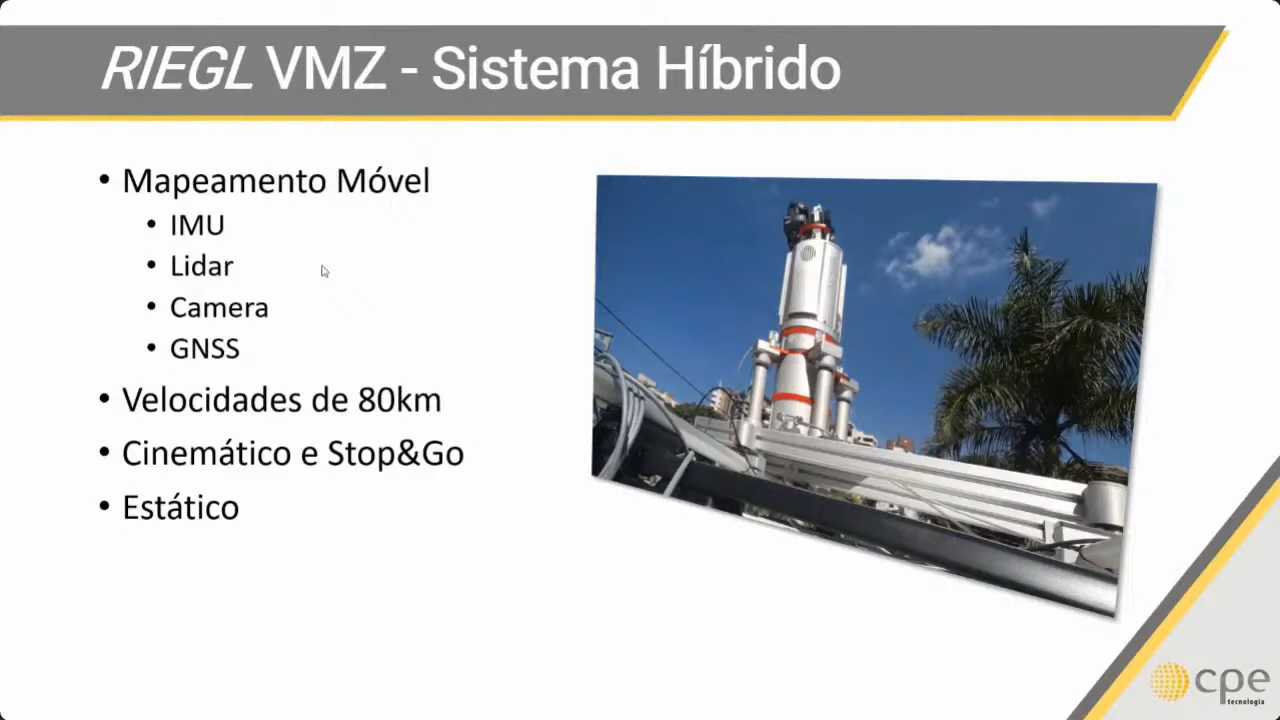 RIEGL VMZ - Sistema Híbrido
• Mapeamento Móvel
• IMU
• Lidar
• Camera
• GNSS
• Velocidades de 80km
• Cinemático e Stop&Go
• Estático
cpe
tecnologia